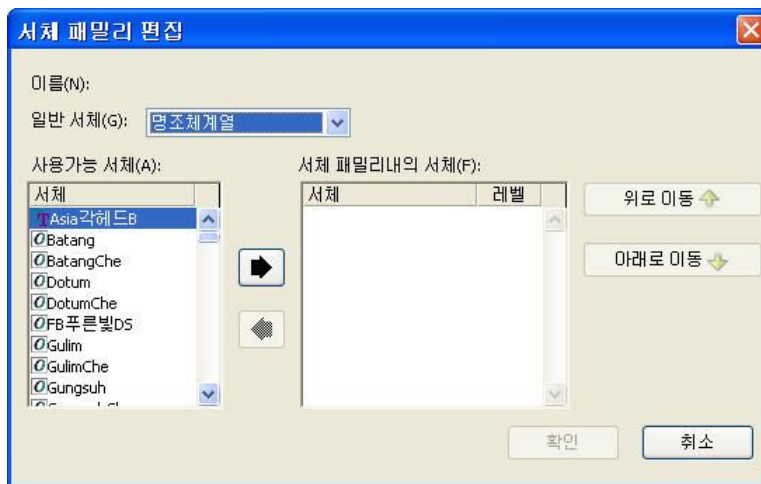 서체 패밀리 편집
이름(N):
일반 서체(G): 명조체계열
사용가능 서체(A): 서체 패밀리내의 서체(F):
서체 서체 레벨 위로 이동
Asia각헤드B
Batang
BatangChe 아래로 이동
Dotum
DotumChe
FB푸른빛DS
Gulim
GulimChe
Gungsuh
확인 취소